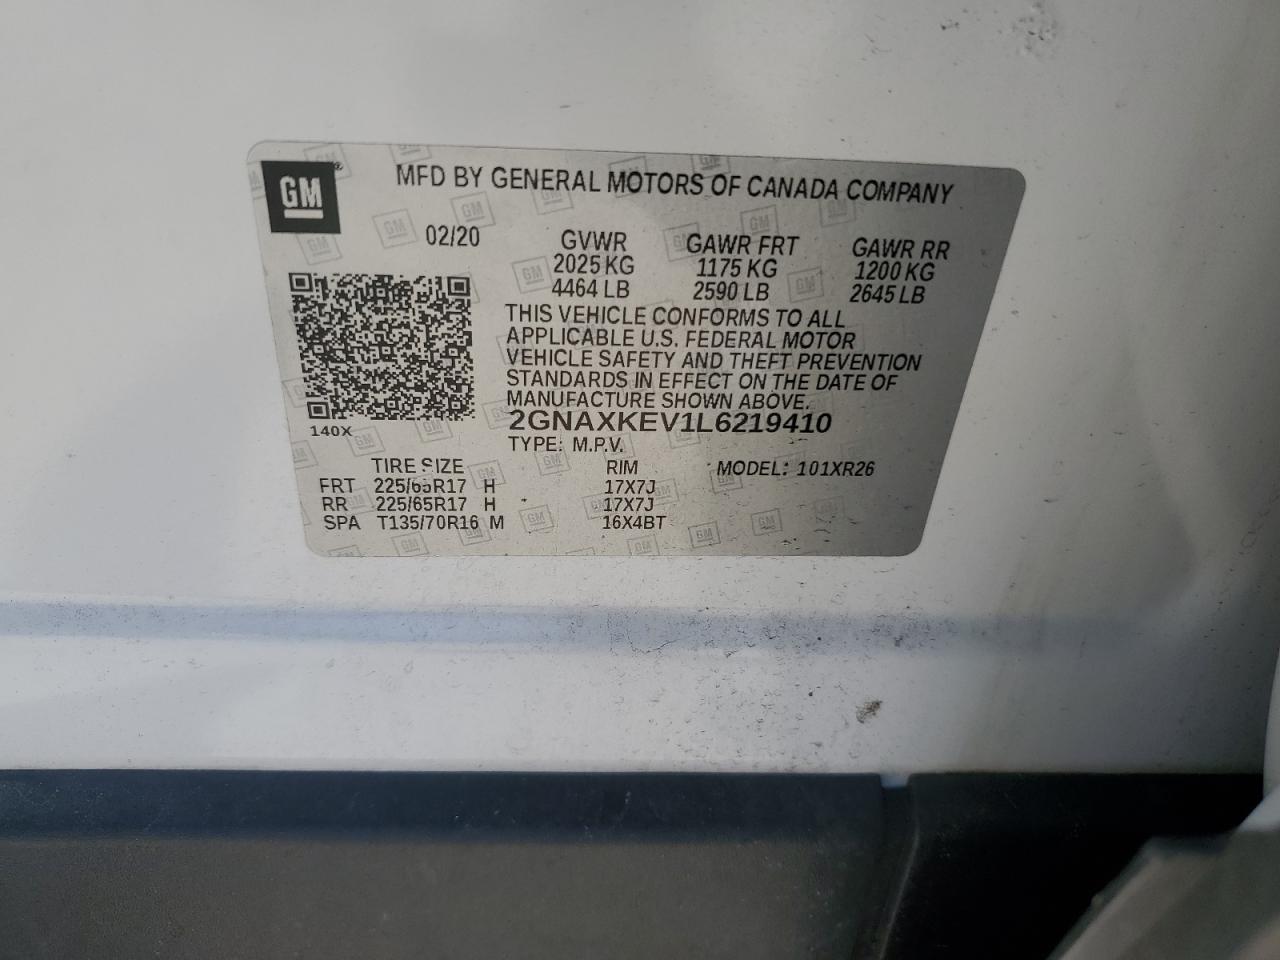 GM
MFD BY GENERAL MOTORS OF CANADA COMPANY
02/20
GVWR GAWR FRT GAWR RR
2025 KG 1175 KG 1200 KG
4464 LB 2590 LB 2645 LB
THIS VEHICLE CONFORMS TO ALL
APPLICABLE U.S. FEDERAL MOTOR
VEHICLE SAFETY AND THEFT PREVENTION
STANDARDS IN EFFECT ON THE DATE OF
MANUFACTURE SHOWN ABOVE.
140X
2GNAXKEV1L6219410
TYPE: M.P.V.
TIRE SIZE RIM MODEL: 101XR26
FRT 225/65R17 H 17X7J
RR 225/65R17 H 17X7J
SPA T135/70R16 M 16X4BT